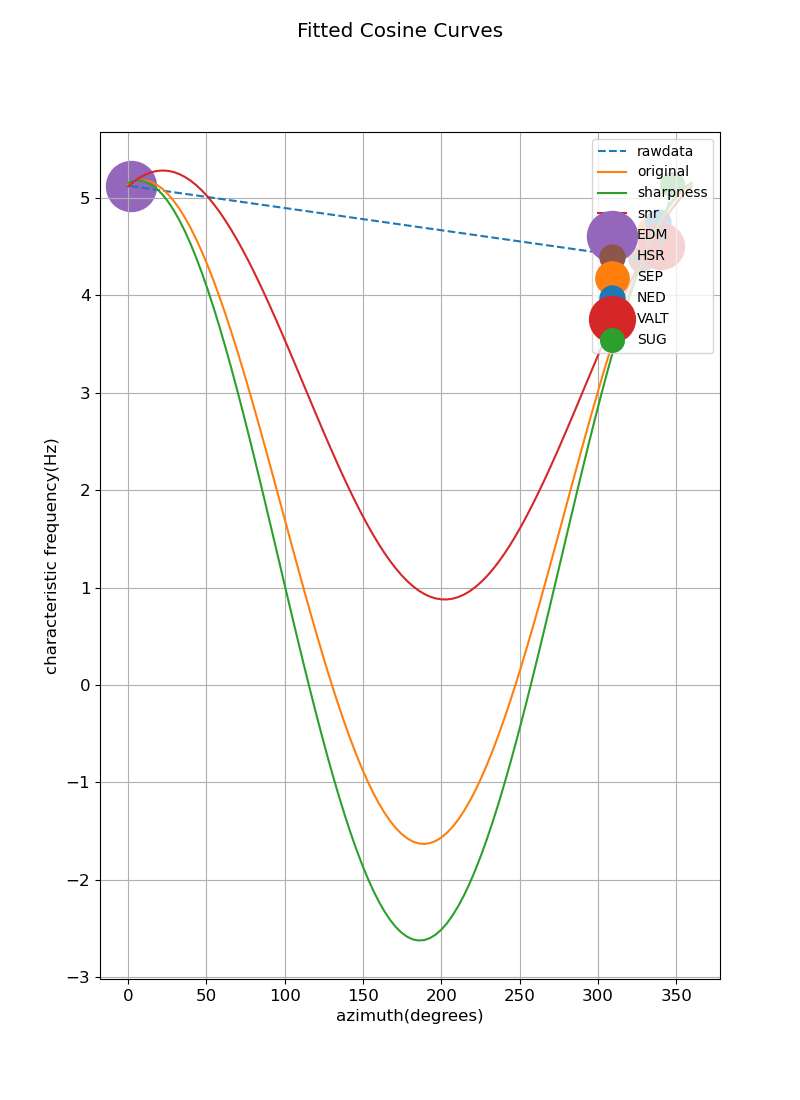 Fitted Cosine Curves
characteristic frequency(Hz)
5
4
3
2
1
0
−1
−2
−3
rawdata
original
sharpness
snr
EDM
HSR
SEP
NED
VALT
SUG
0 50 100 150 200 250 300 350
azimuth(degrees)